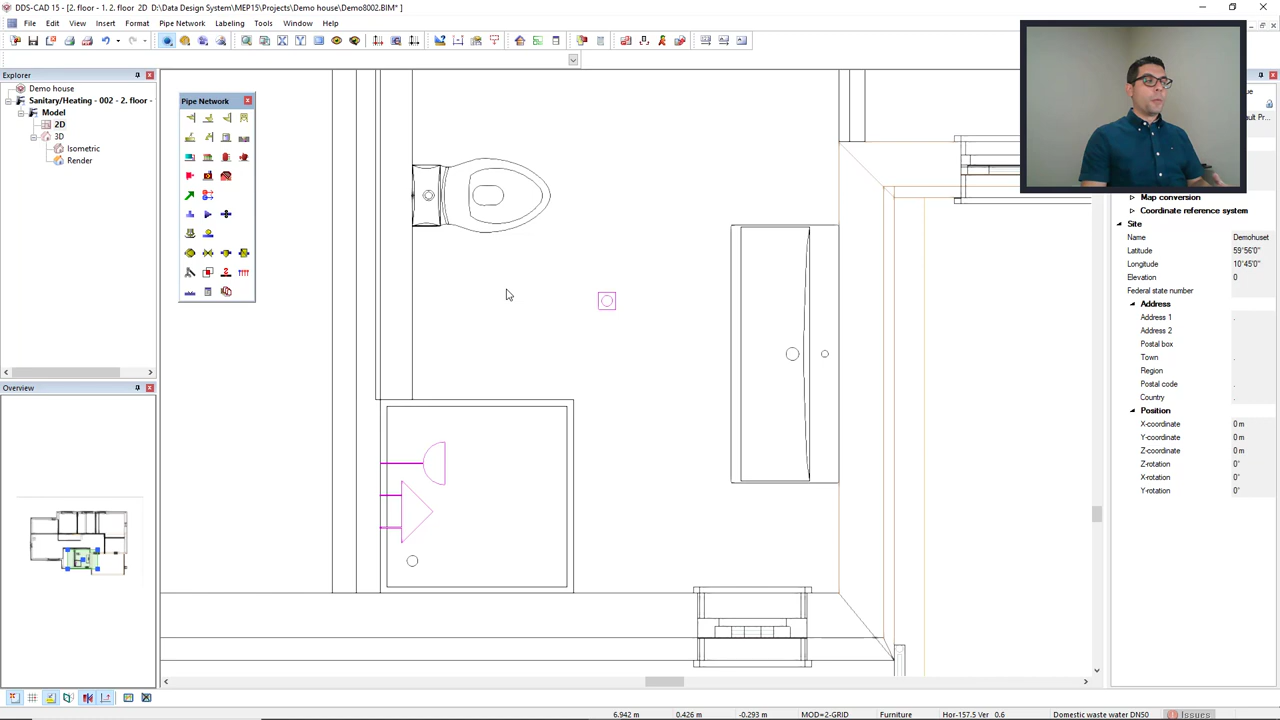 DDS-CAD 15 - [2. floor - 1. 2. floor  2D  D:\Data Design System\MEP15\Projects\Demo house\Demo8002.BIM* ]
File Edit View Insert Format Pipe Network Labeling Tools Window Help
Explorer
Demo house
Sanitary/Heating - 002 - 2. floor -
Model
2D
3D
Isometric
Render
Pipe Network
Overview
Map conversion
Coordinate reference system
Site
Name Demohuset
Latitude 59°56'0"
Longitude 10°45'0"
Elevation 0
Federal state number
Address
Address 1 .
Address 2 .
Postal box .
Town .
Region .
Postal code .
Country .
Position
X-coordinate 0 m
Y-coordinate 0 m
Z-coordinate 0 m
Z-rotation 0°
X-rotation 0°
Y-rotation 0°
6.942 m 0.426 m -0.293 m MOD=2-GRID Furniture Hor-157.5 Ver 0.6 Domestic waste water DN50 Issues